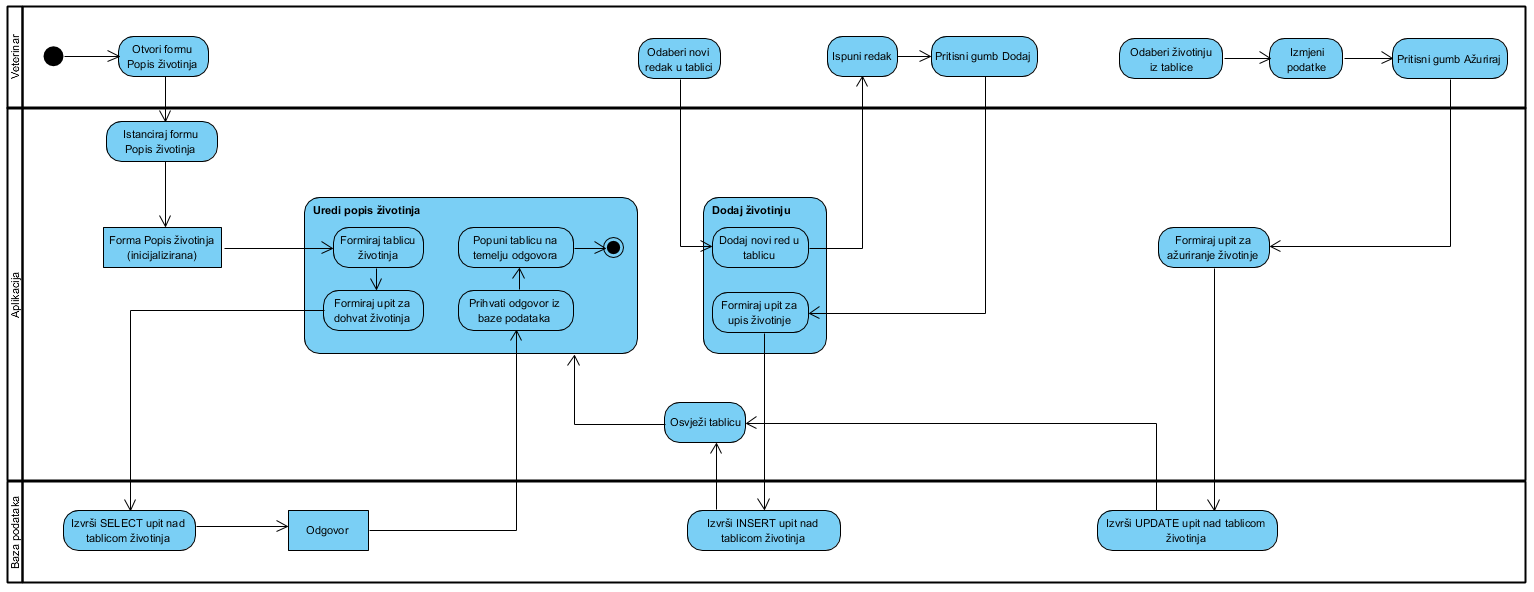 Veterinar
Otvori formu
Popis životinja
Odaberi novi
redak u tablici
Ispuni redak
Pritisni gumb Dodaj
Odaberi životinju
iz tablice
Izmjeni
podatke
Pritisni gumb Ažuriraj
Aplikacija
Istanciraj formu
Popis životinja
Forma Popis životinja
(inicijalizirana)
Uredi popis životinja
Formiraj tablicu
životinja
Popuni tablicu na
temelju odgovora
Formiraj upit za
dohvat životinja
Prihvati odgovor iz
baze podataka
Dodaj životinju
Dodaj novi red u
tablicu
Formiraj upit za
upis životinje
Formiraj upit za
ažuriranje životinje
Osvježi tablicu
Baza podataka
Izvrši SELECT upit nad
tablicom životinja
Odgovor
Izvrši INSERT upit nad
tablicom životinja
Izvrši UPDATE upit nad tablicom
životinja